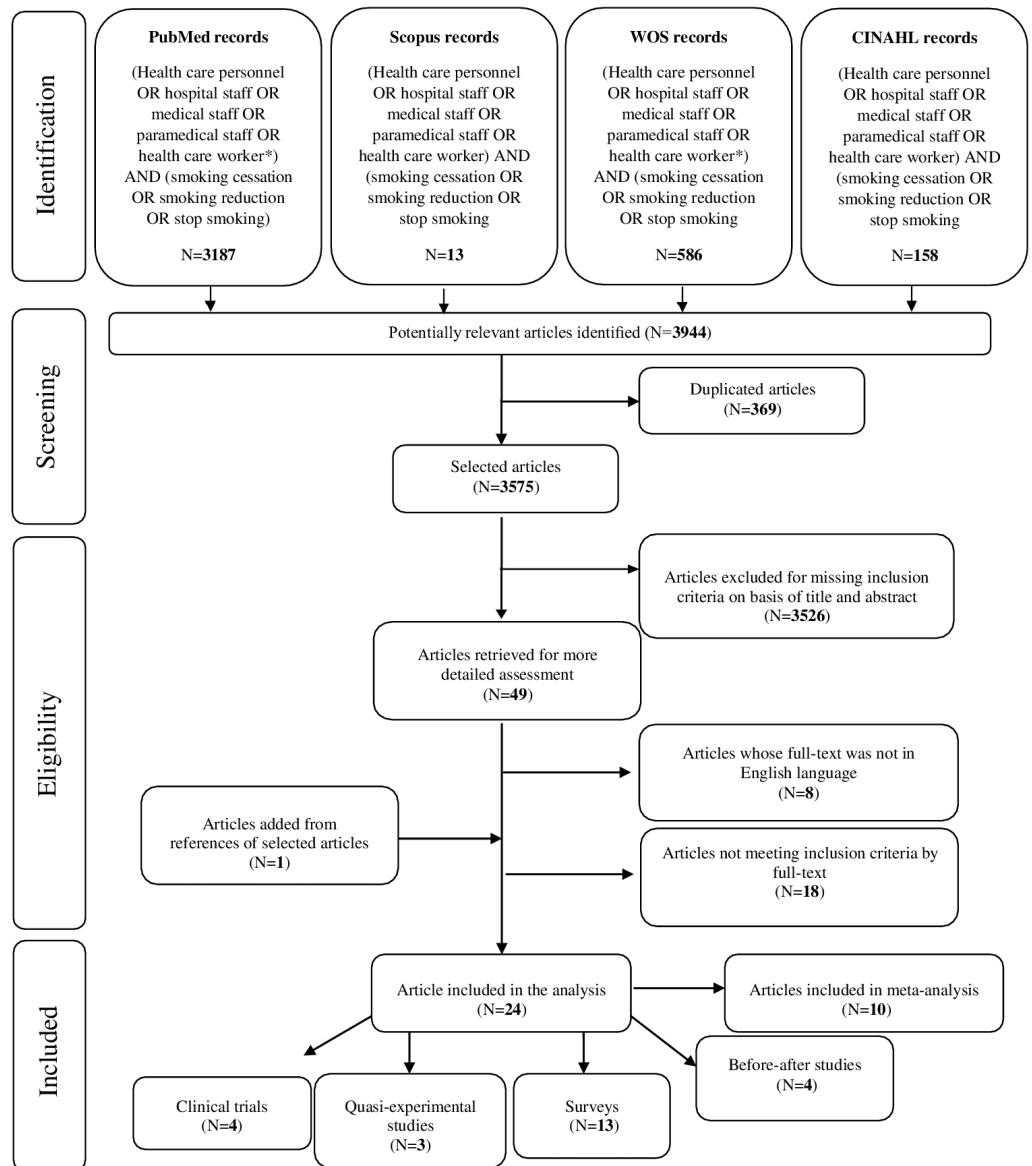 Identification
PubMed records
(Health care personnel
OR hospital staff OR
medical staff OR
paramedical staff OR
health care worker*)
AND (smoking cessation
OR smoking reduction
OR stop smoking)
N=3187
Scopus records
(Health care personnel
OR hospital staff OR
medical staff OR
paramedical staff OR
health care worker) AND
(smoking cessation OR
smoking reduction OR
stop smoking
N=13
WOS records
(Health care personnel
OR hospital staff OR
medical staff OR
paramedical staff OR
health care worker*)
AND (smoking cessation
OR smoking reduction
OR stop smoking
N=586
CINAHL records
(Health care personnel
OR hospital staff OR
medical staff OR
paramedical staff OR
health care worker) AND
(smoking cessation OR
smoking reduction OR
stop smoking
N=158
Screening
Potentially relevant articles identified (N=3944)
Duplicated articles
(N=369)
Selected articles
(N=3575)
Eligibility
Articles excluded for missing inclusion
criteria on basis of title and abstract
(N=3526)
Articles retrieved for more
detailed assessment
(N=49)
Articles whose full-text was not in
English language
(N=8)
Articles added from
references of selected articles
(N=1)
Articles not meeting inclusion criteria by
full-text
(N=18)
Included
Article included in the analysis
(N=24)
Articles included in meta-analysis
(N=10)
Before-after studies
(N=4)
Clinical trials
(N=4)
Quasi-experimental
studies
(N=3)
Surveys
(N=13)